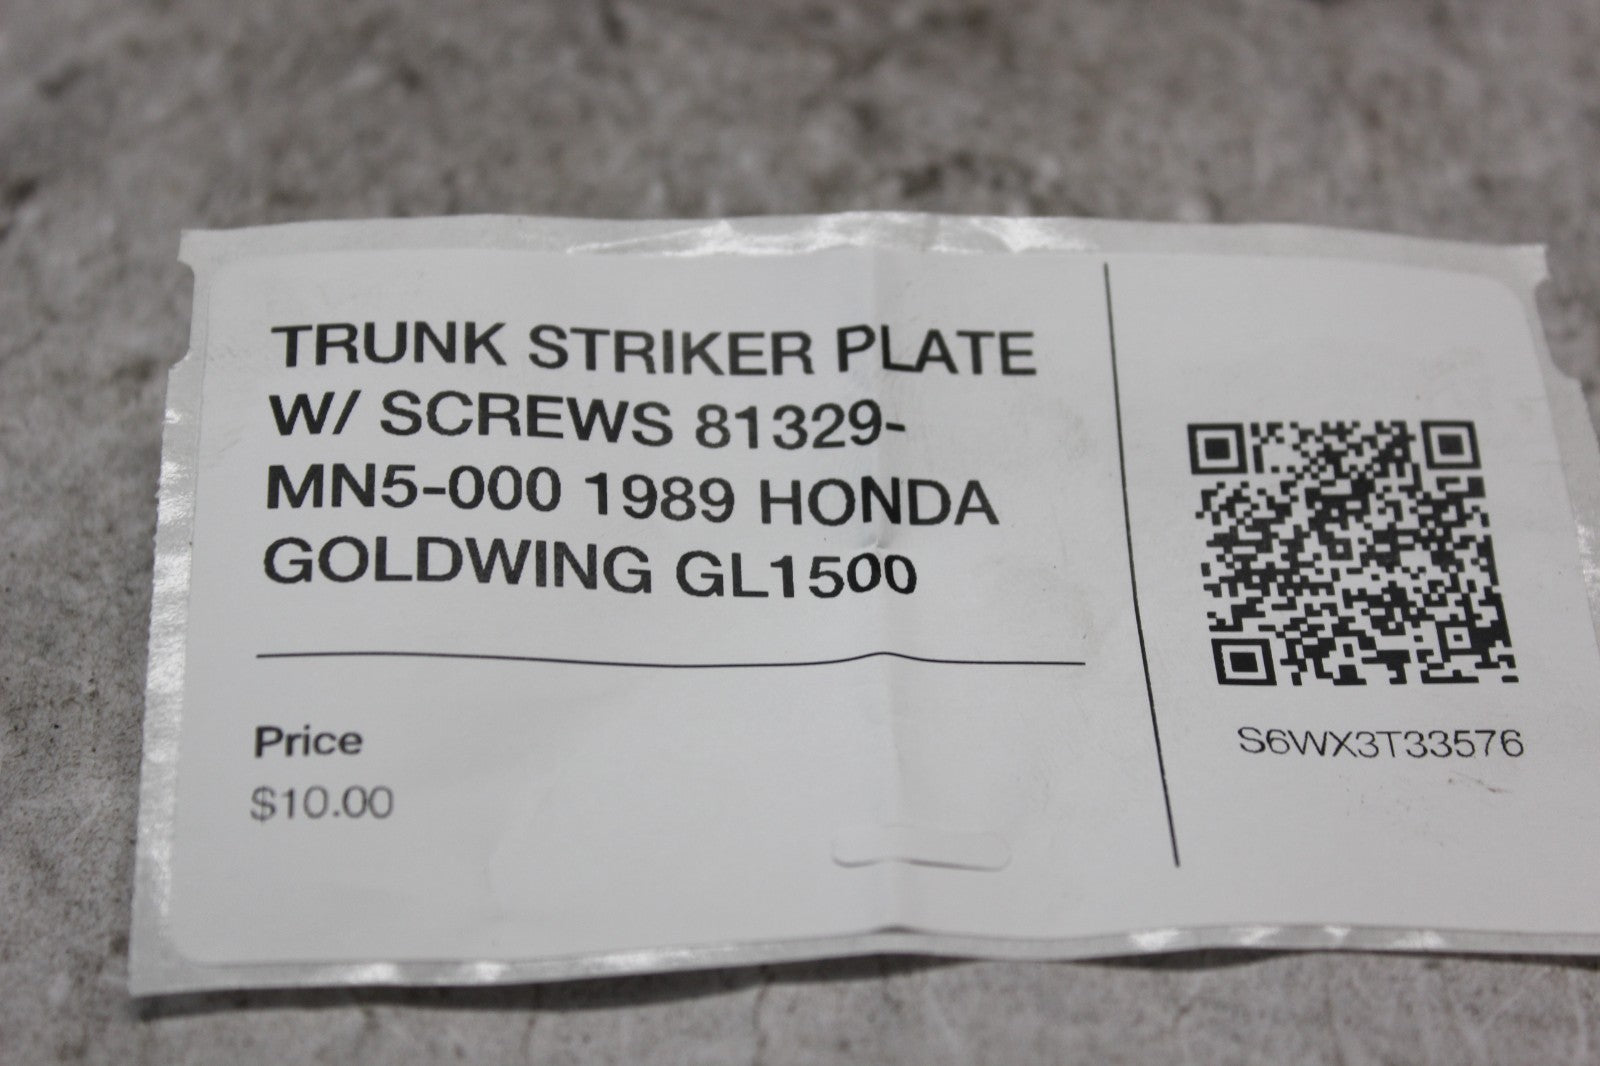 TRUNK STRIKER PLATE
W/ SCREWS 81329-
MN5-000 1989 HONDA
GOLDWING GL1500
Price
$10.00
S6WX3T33576